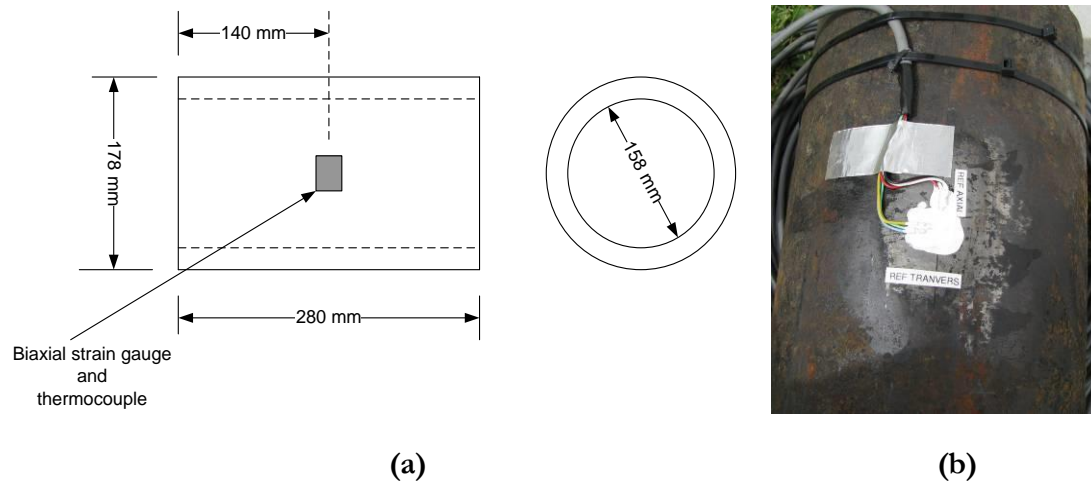 140 mm
178 mm
158 mm
280 mm
Biaxial strain gauge
and
thermocouple
REF AXIAL
REF TRANVERS
(a)
(b)